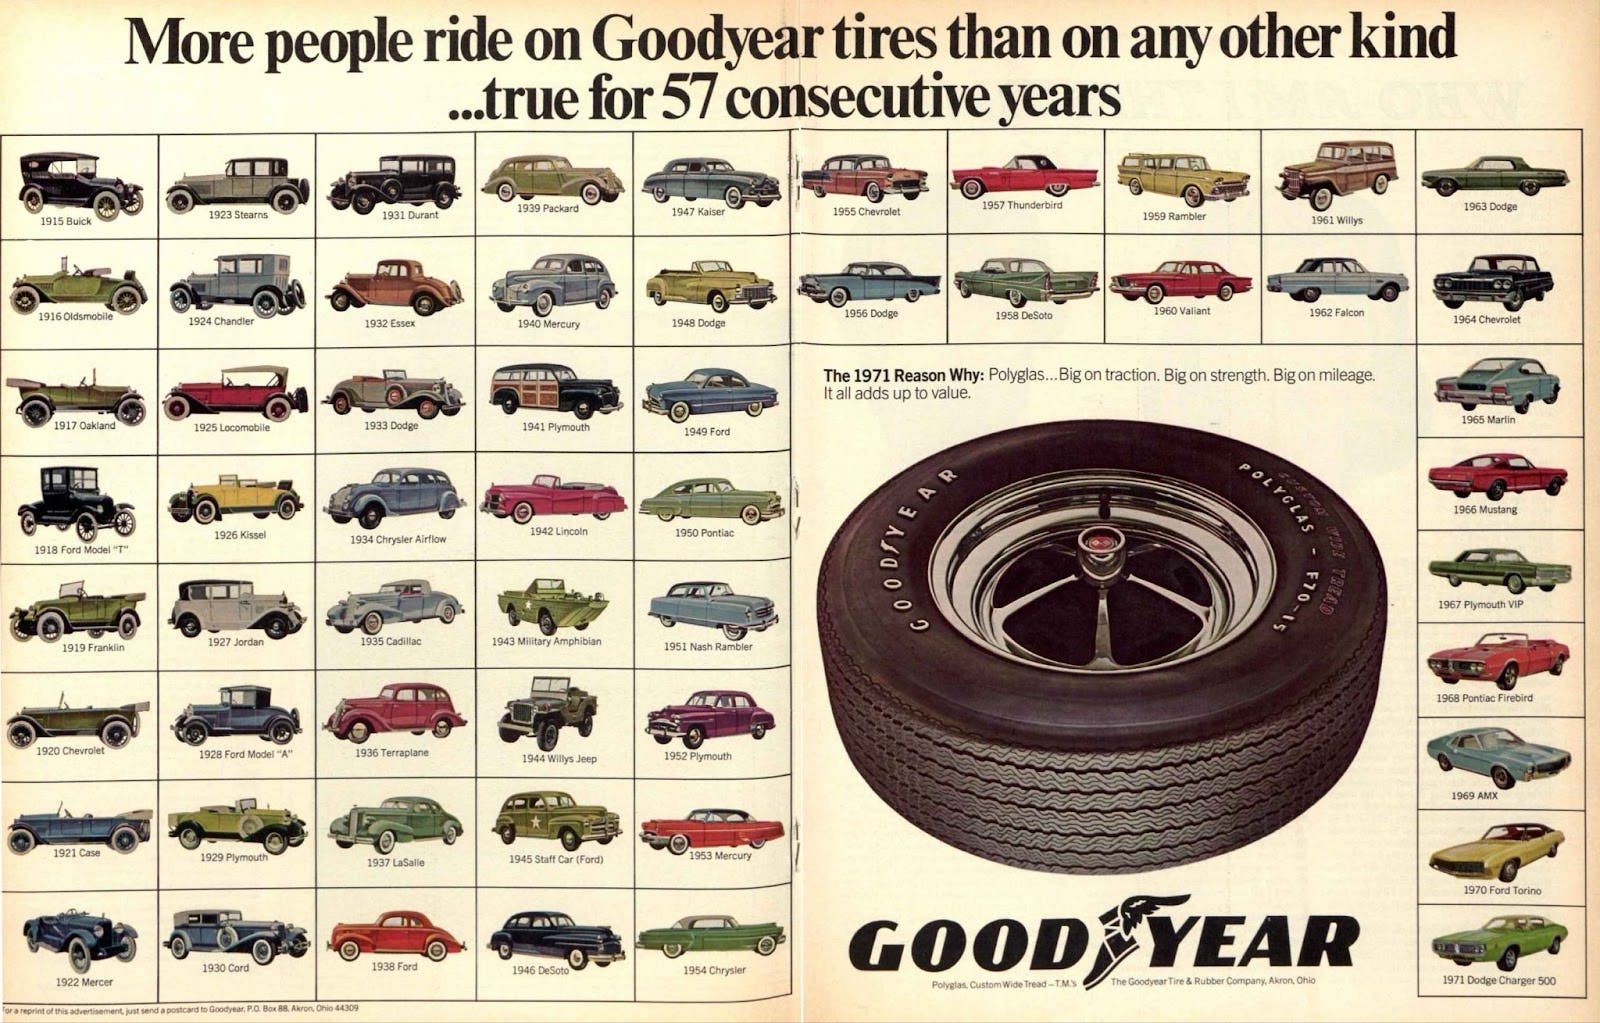 More people ride on Goodyear tires than on any other kind
...true for 57 consecutive years
1915 Buick
1916 Oldsmobile
1917 Oakland
1918 Ford Model "T"
1919 Franklin
1920 Chevrolet
1921 Case
1922 Mercer
1923 Stearns
1924 Chandler
1925 Locomobile
1926 Kissel
1927 Jordan
1928 Ford Model "A"
1929 Plymouth
1930 Cord
1931 Durant
1932 Essex
1933 Dodge
1934 Chrysler Airflow
1935 Cadillac
1936 Terraplane
1937 LaSalle
1938 Ford
1939 Packard
1940 Mercury
1941 Plymouth
1942 Lincoln
1943 Military Amphibian
1944 Willys Jeep
1945 Staff Car (Ford)
1946 DeSoto
1947 Kaiser
1948 Dodge
1949 Ford
1950 Pontiac
1951 Nash Rambler
1952 Plymouth
1953 Mercury
1954 Chrysler
1955 Chevrolet
1956 Dodge
1957 Thunderbird
1958 DeSoto
1959 Rambler
1960 Valiant
1961 Willys
1962 Falcon
1963 Dodge
1964 Chevrolet
1965 Marlin
1966 Mustang
1967 Plymouth VIP
1968 Pontiac Firebird
1969 AMX
1970 Ford Torino
1971 Dodge Charger 500
The 1971 Reason Why: Polyglas...Big on traction. Big on strength. Big on mileage.
It all adds up to value.
GOODYEAR
POLYGLAS - F70-15
CUSTOM WIDE TREAD
GOODYEAR
Polyglas, Custom Wide Tread – T.M.'s
The Goodyear Tire & Rubber Company, Akron, Ohio
For a reprint of this advertisement, just send a postcard to Goodyear, P.O. Box 88, Akron, Ohio 44309